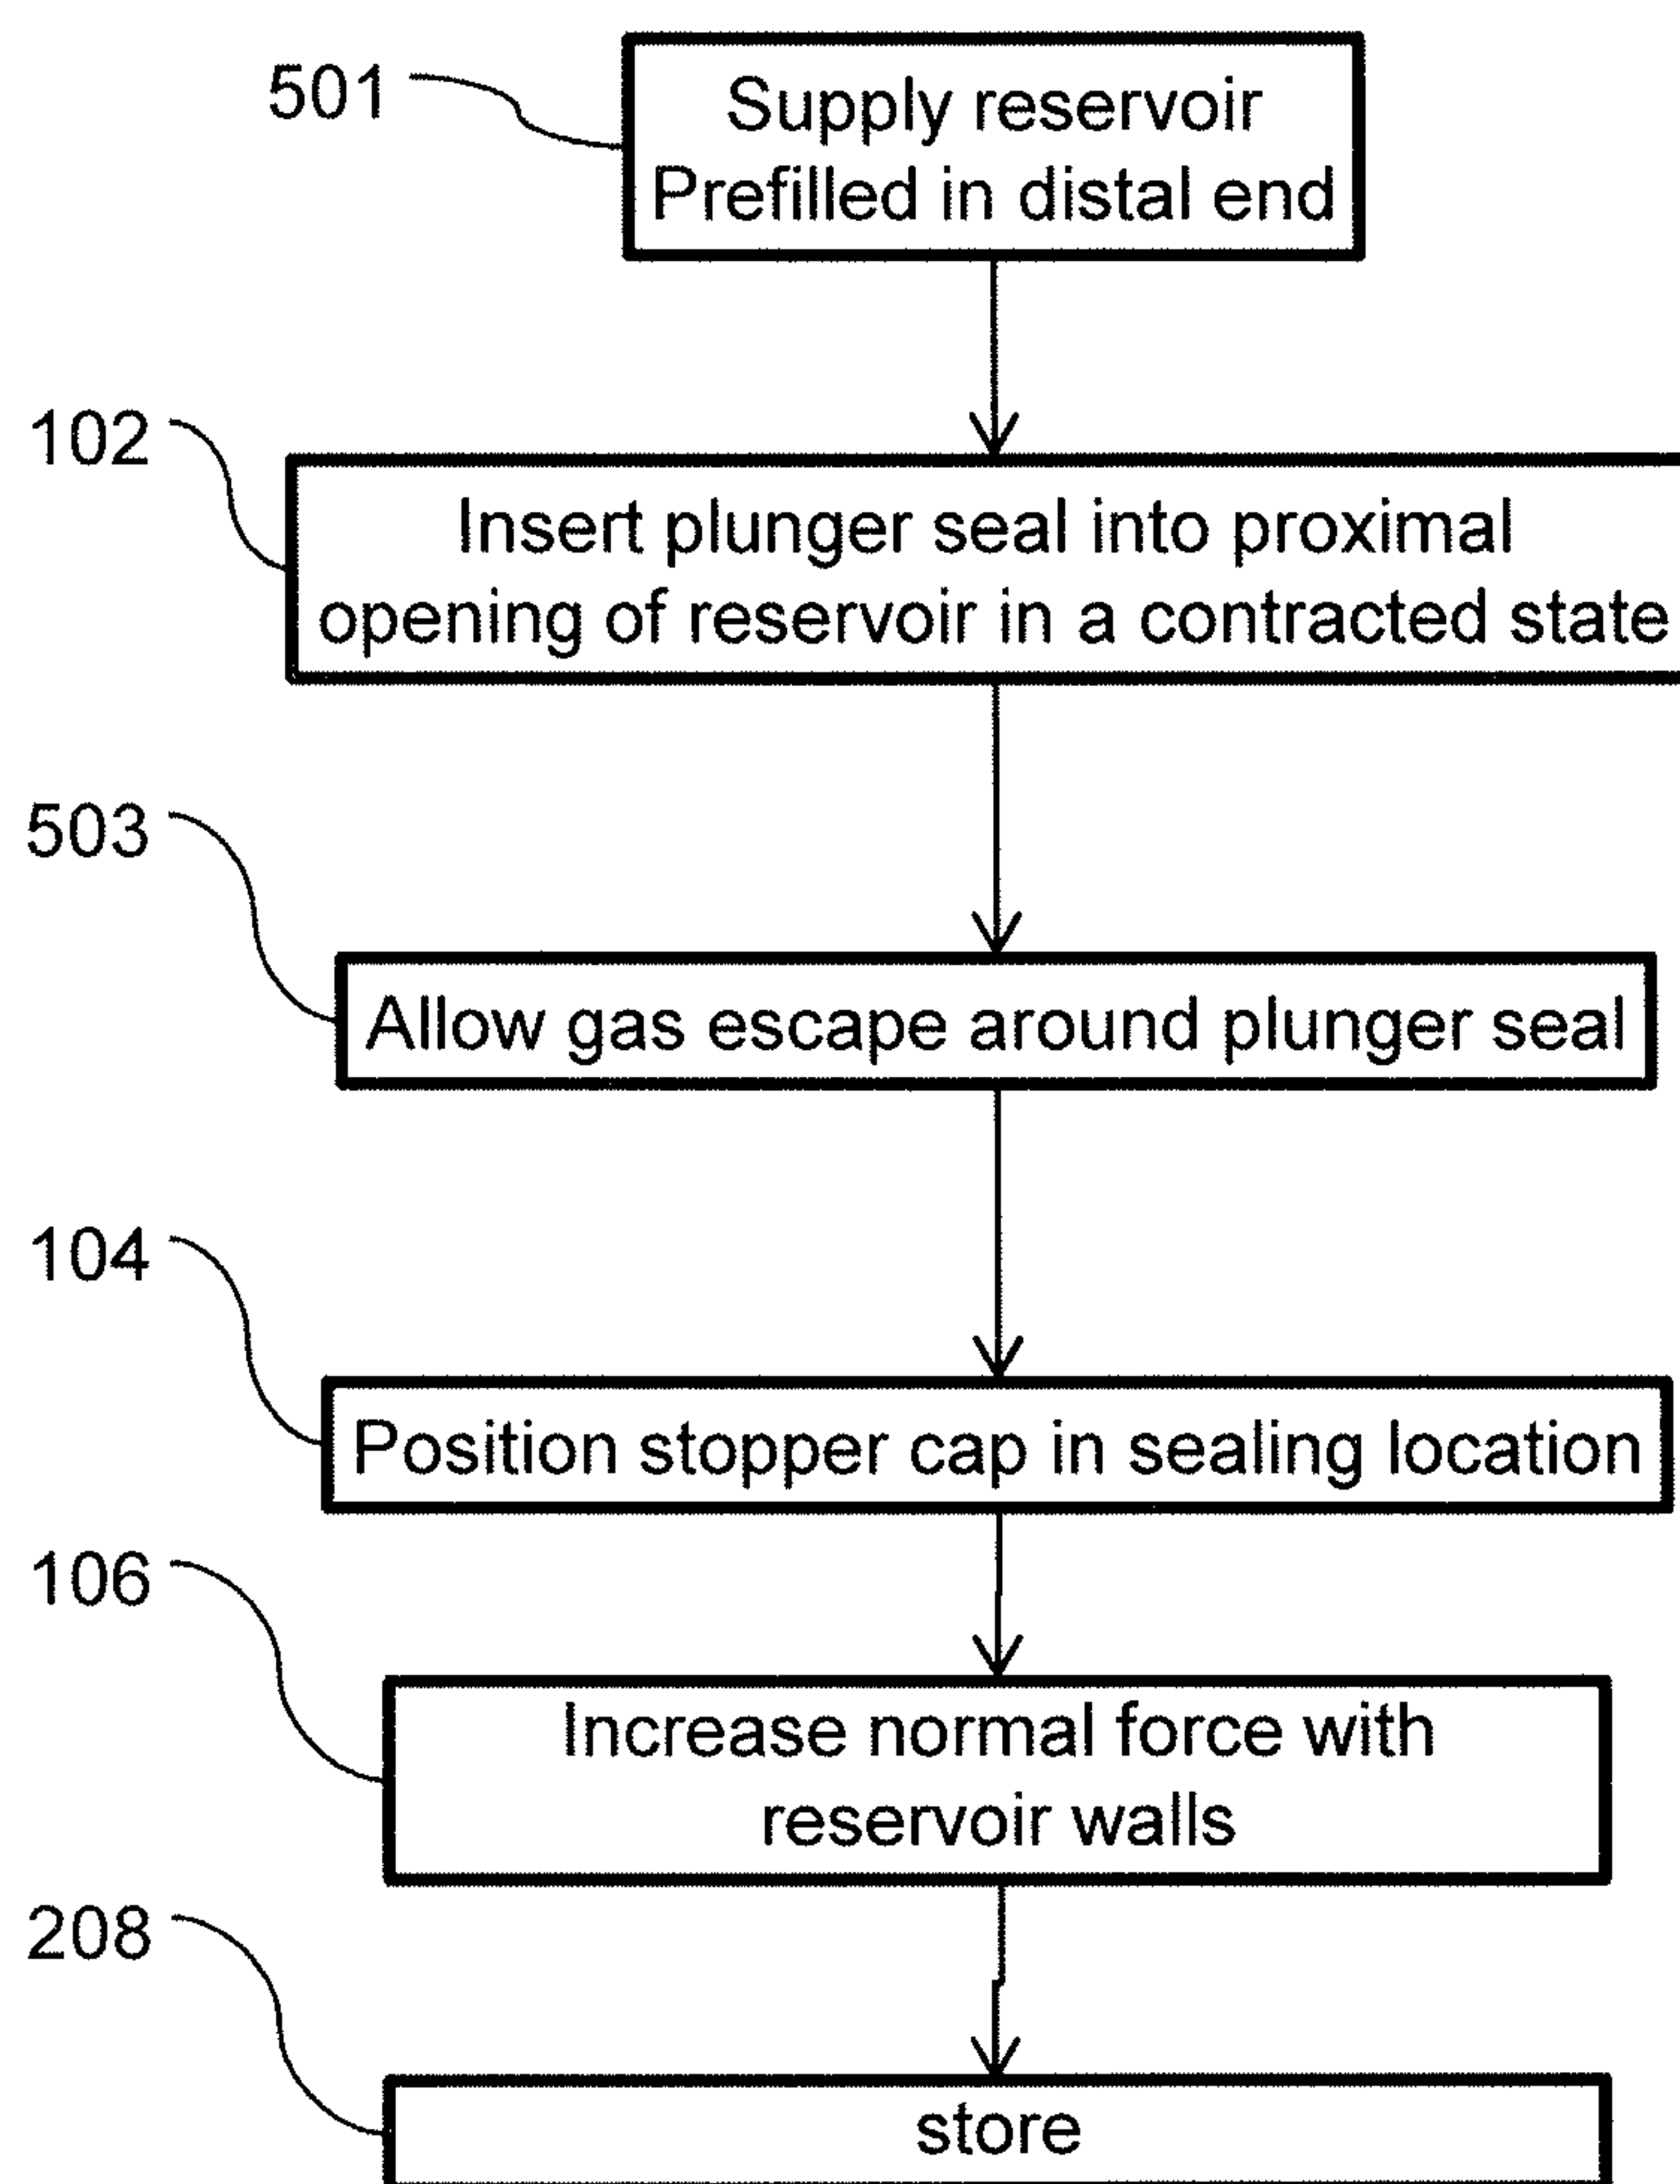 501
Supply reservoir
Prefilled in distal end
102
Insert plunger seal into proximal
opening of reservoir in a contracted state
503
Allow gas escape around plunger seal
104
Position stopper cap in sealing location
106
Increase normal force with
reservoir walls
208
store